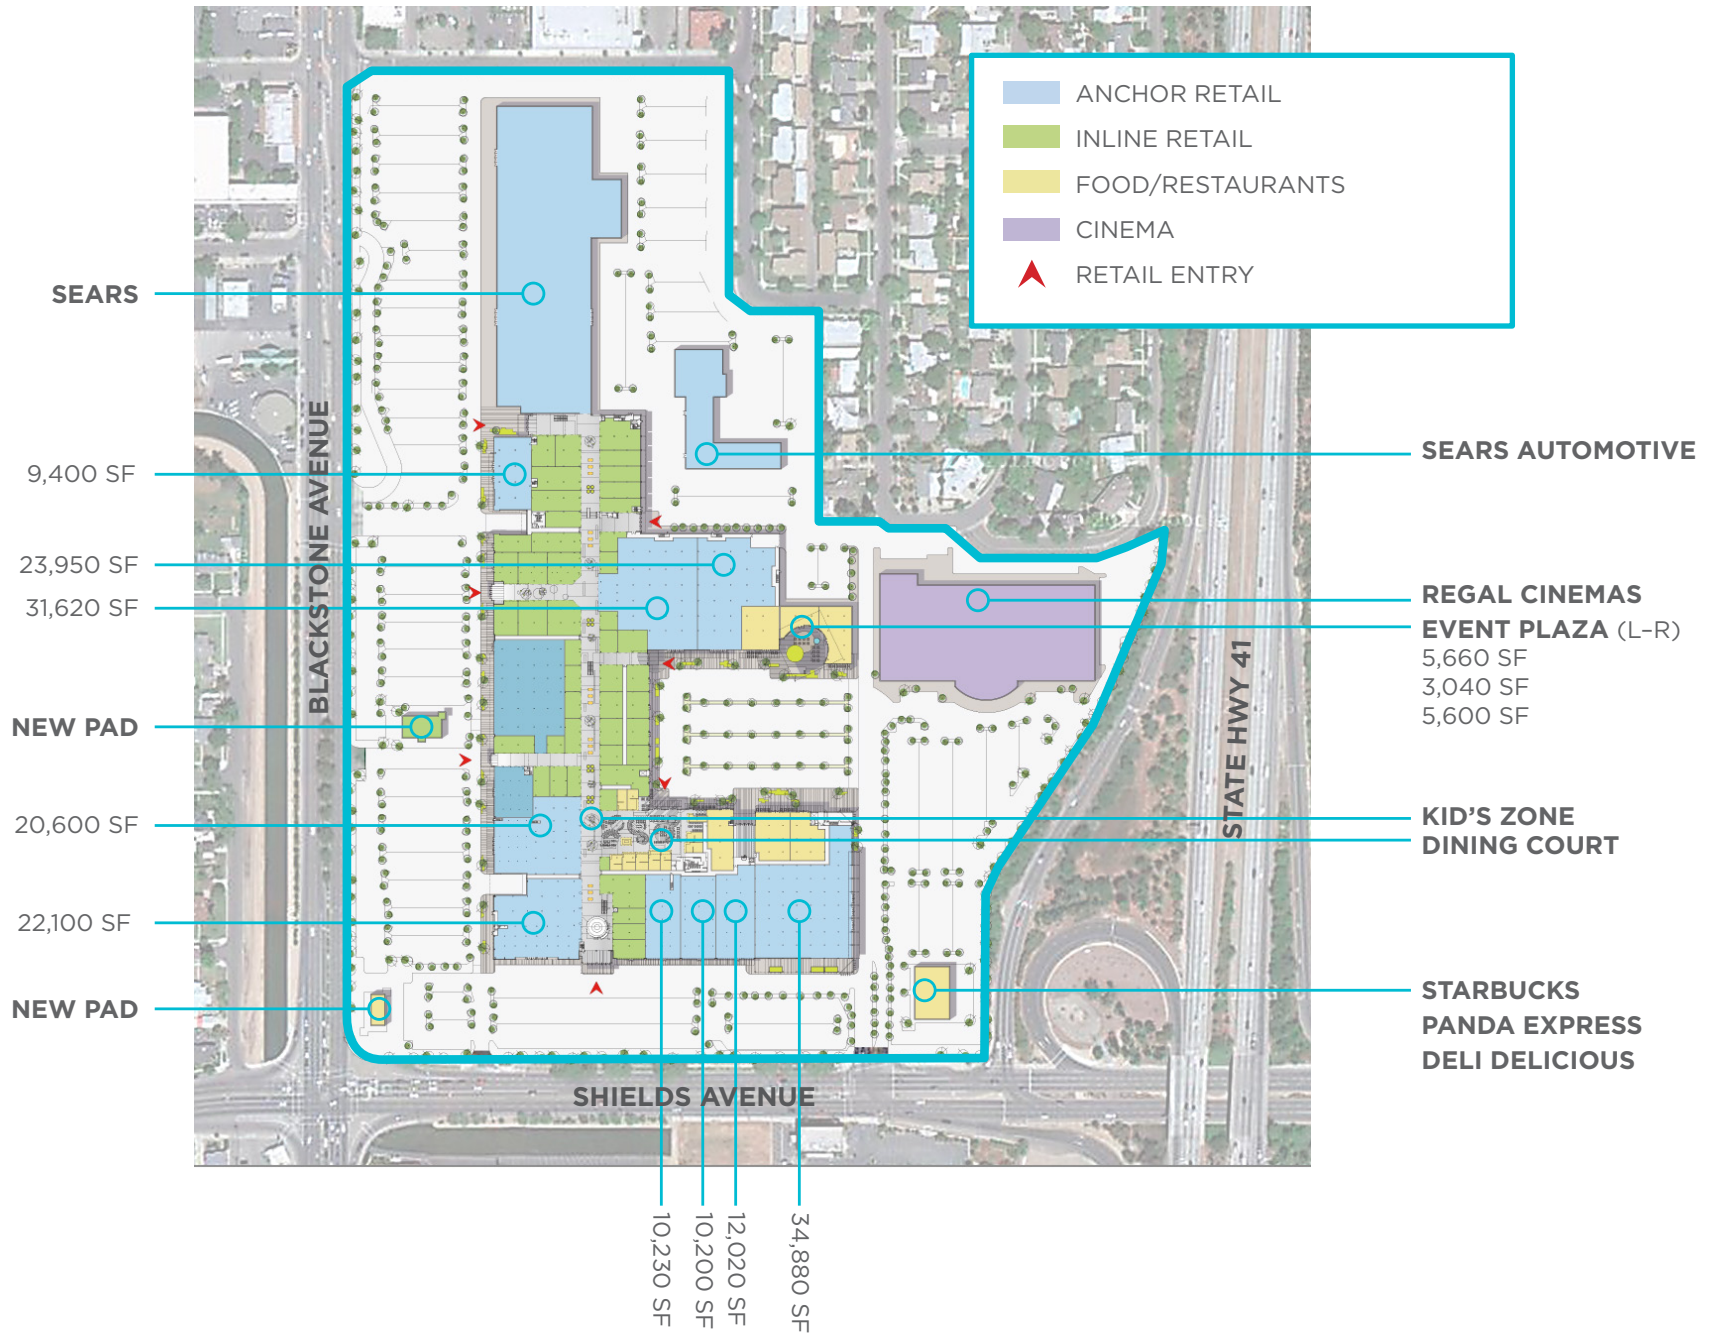 ANCHOR RETAIL
INLINE RETAIL
FOOD/RESTAURANTS
CINEMA
RETAIL ENTRY
SEARS
9,400 SF
23,950 SF
31,620 SF
NEW PAD
20,600 SF
22,100 SF
NEW PAD
BLACKSTONE AVENUE
SHIELDS AVENUE
STATE HWY 41
SEARS AUTOMOTIVE
REGAL CINEMAS
EVENT PLAZA (L–R)
5,660 SF
3,040 SF
5,600 SF
KID'S ZONE
DINING COURT
STARBUCKS
PANDA EXPRESS
DELI DELICIOUS
10,230 SF
10,200 SF
12,020 SF
34,880 SF